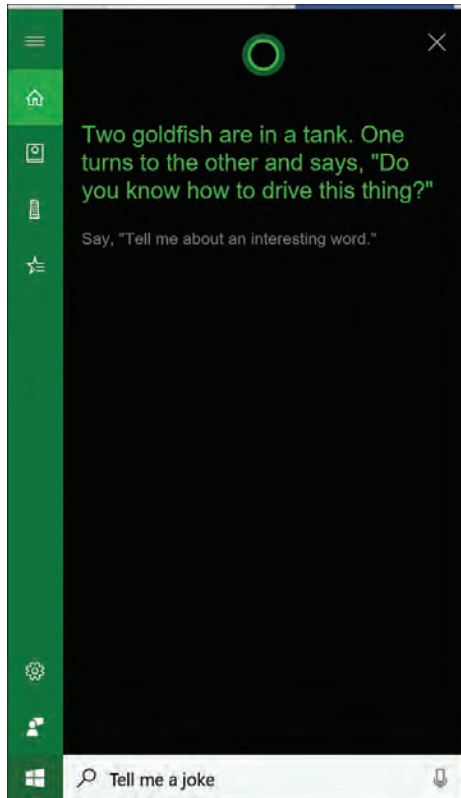 Two goldfish are in a tank. One
turns to the other and says, "Do
you know how to drive this thing?"
Say, "Tell me about an interesting word."
Tell me a joke